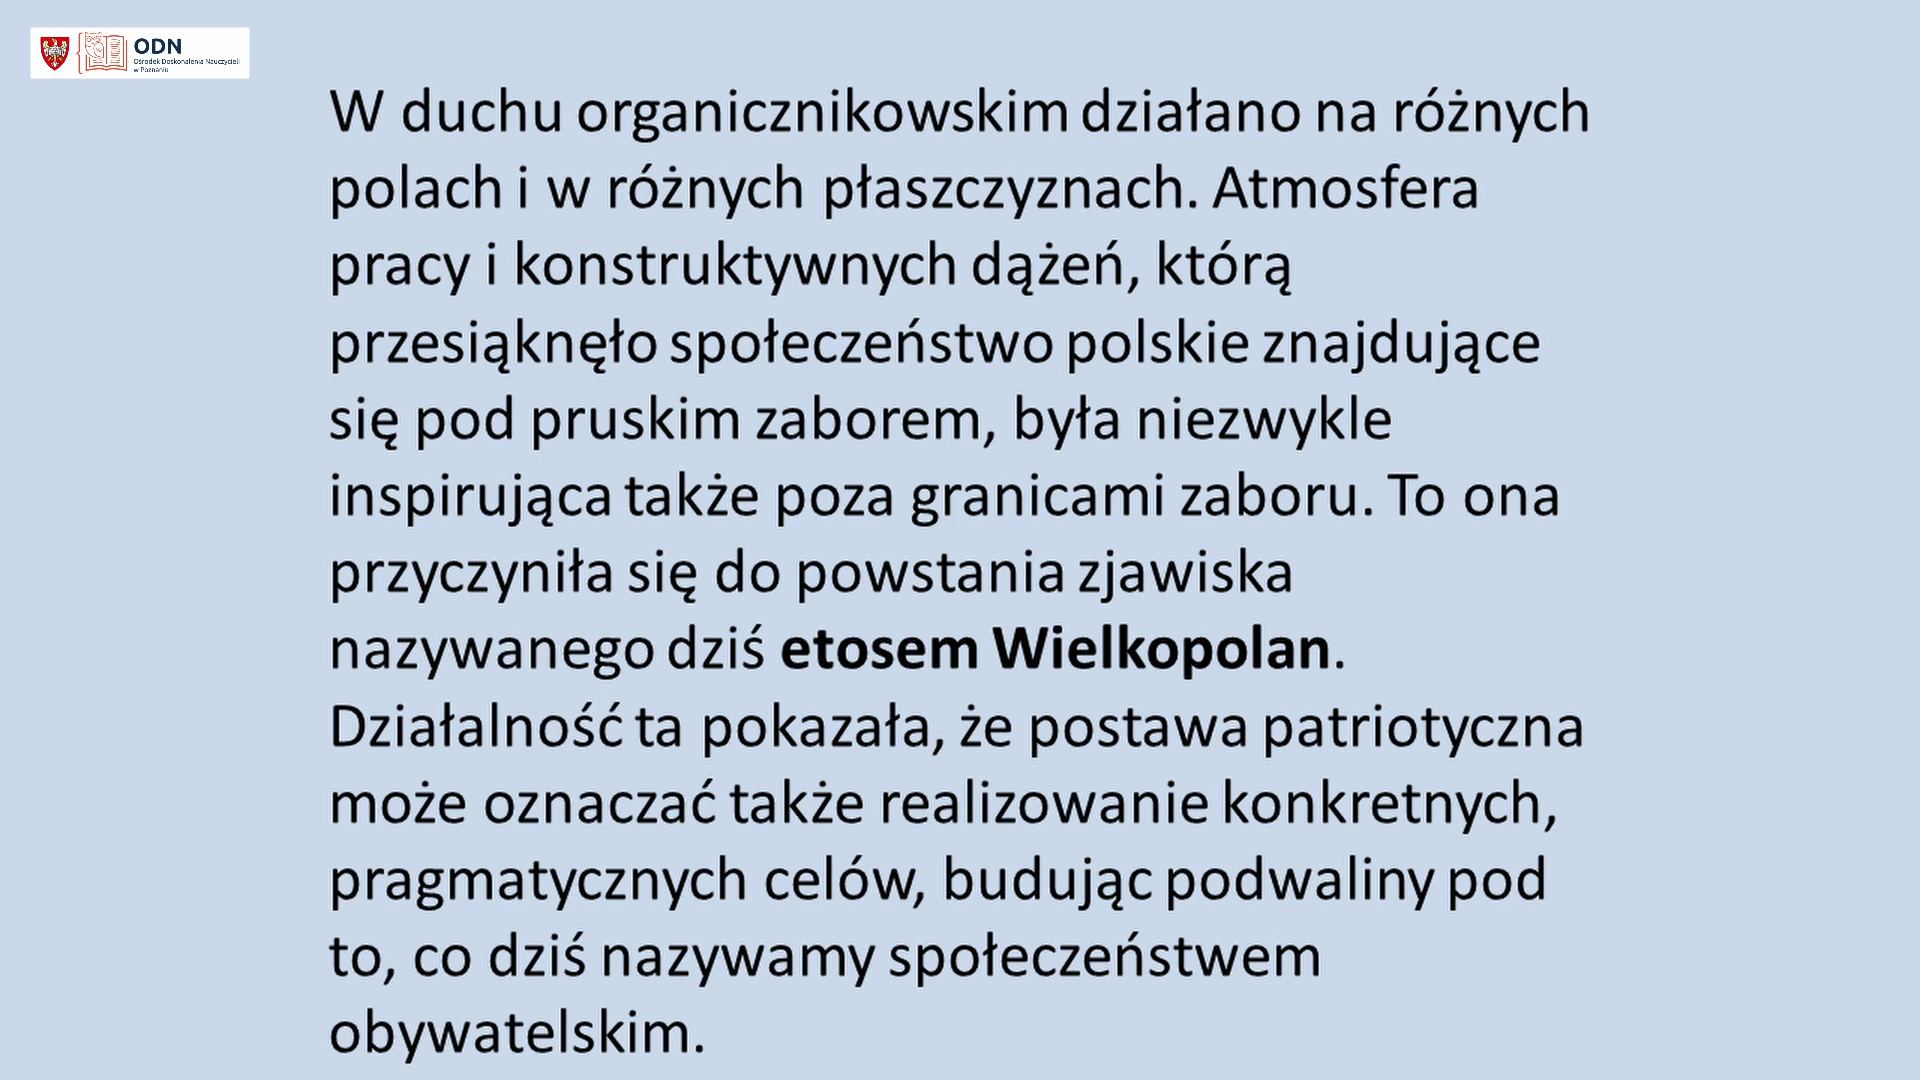 ODN
Ośrodek Doskonalenia Nauczycieli
w Poznaniu
W duchu organicznikowskim działano na różnych
polach i w różnych płaszczyznach. Atmosfera
pracy i konstruktywnych dążeń, którą
przesiąknęło społeczeństwo polskie znajdujące
się pod pruskim zaborem, była niezwykle
inspirująca także poza granicami zaboru. To ona
przyczyniła się do powstania zjawiska
nazywanego dziś etosem Wielkopolan.
Działalność ta pokazała, że postawa patriotyczna
może oznaczać także realizowanie konkretnych,
pragmatycznych celów, budując podwaliny pod
to, co dziś nazywamy społeczeństwem
obywatelskim.